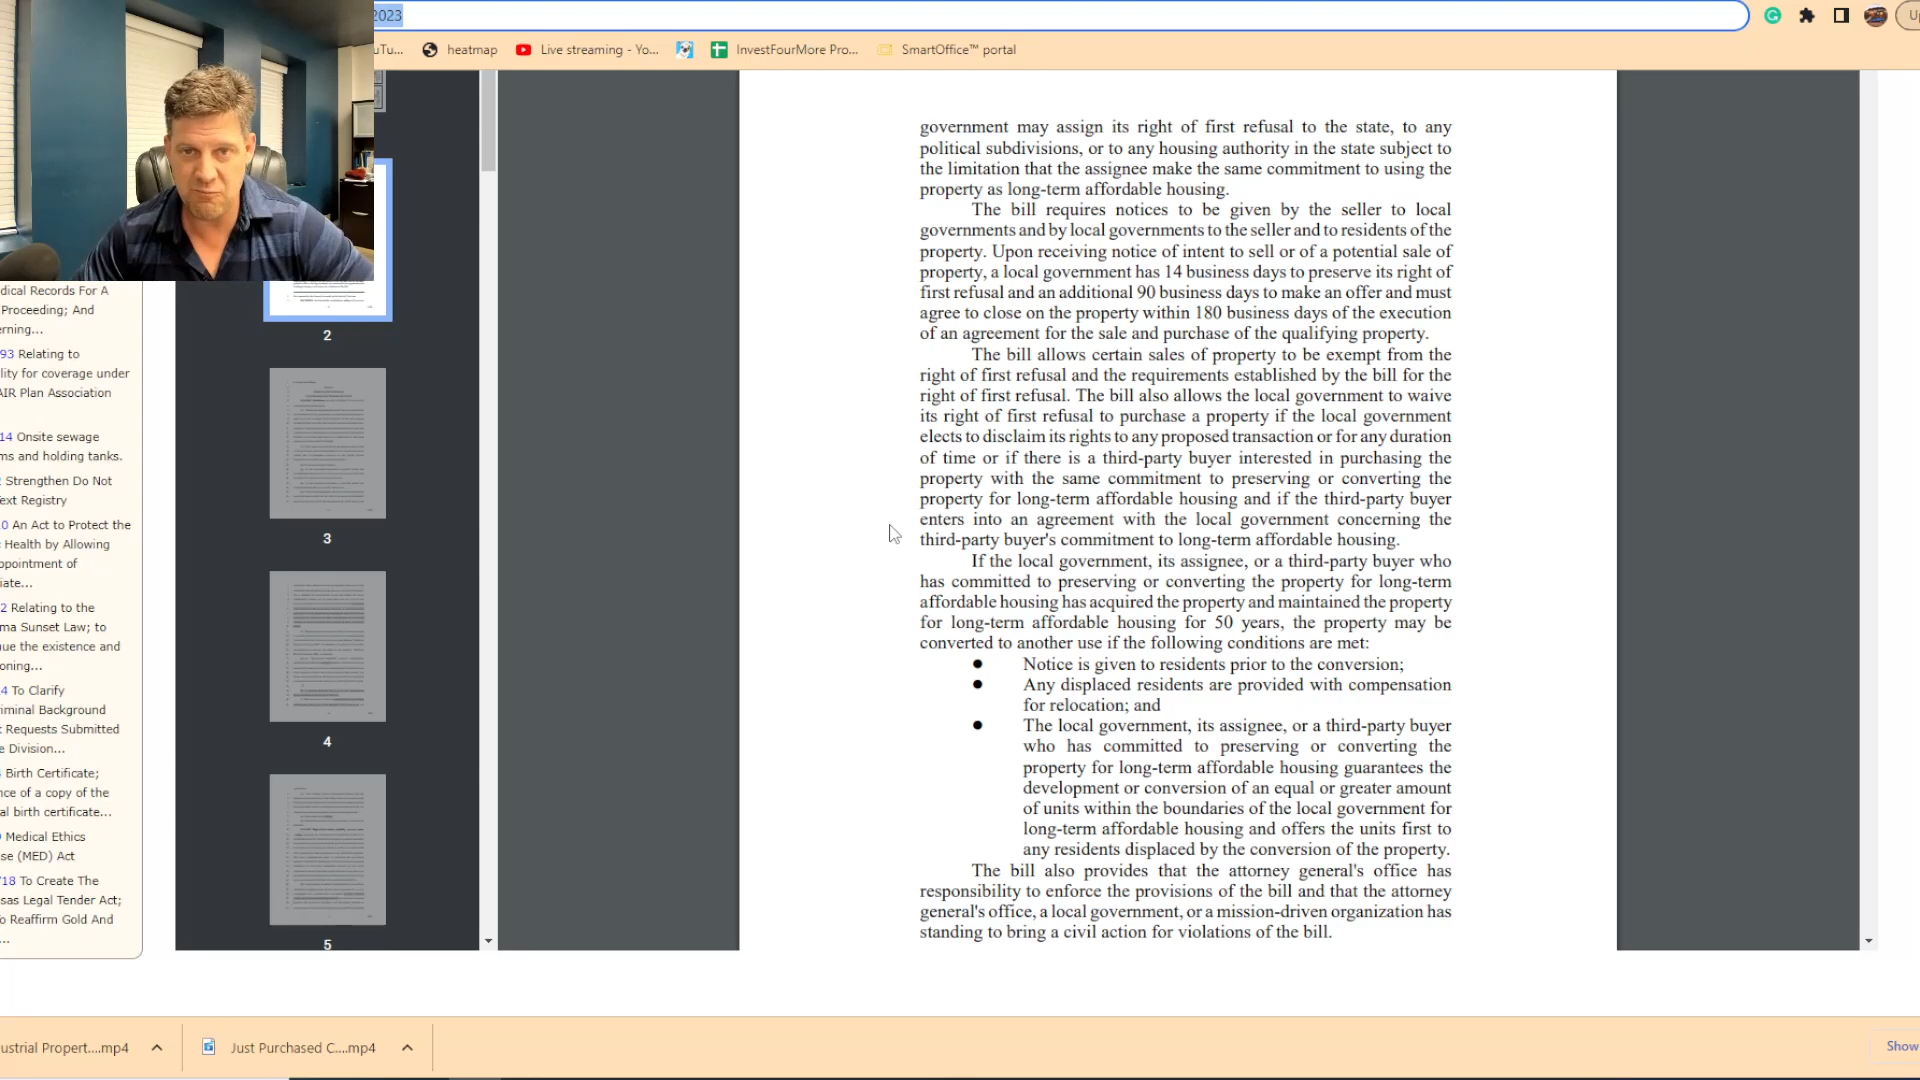 2023
uTu...
heatmap
Live streaming - Yo...
InvestFourMore Pro...
SmartOffice™ portal
dical Records For A
Proceeding; And
erning...
93 Relating to
lity for coverage under
AIR Plan Association
14 Onsite sewage
ms and holding tanks.
Strengthen Do Not
ext Registry
0 An Act to Protect the
Health by Allowing
ppointment of
iate...
2 Relating to the
ma Sunset Law; to
nue the existence and
oning...
4 To Clarify
riminal Background
Requests Submitted
e Division...
Birth Certificate;
nce of a copy of the
al birth certificate...
Medical Ethics
se (MED) Act
718 To Create The
sas Legal Tender Act;
o Reaffirm Gold And
...
2
3
4
5
government may assign its right of first refusal to the state, to any
political subdivisions, or to any housing authority in the state subject to
the limitation that the assignee make the same commitment to using the
property as long-term affordable housing.
The bill requires notices to be given by the seller to local
governments and by local governments to the seller and to residents of the
property. Upon receiving notice of intent to sell or of a potential sale of
property, a local government has 14 business days to preserve its right of
first refusal and an additional 90 business days to make an offer and must
agree to close on the property within 180 business days of the execution
of an agreement for the sale and purchase of the qualifying property.
The bill allows certain sales of property to be exempt from the
right of first refusal and the requirements established by the bill for the
right of first refusal. The bill also allows the local government to waive
its right of first refusal to purchase a property if the local government
elects to disclaim its rights to any proposed transaction or for any duration
of time or if there is a third-party buyer interested in purchasing the
property with the same commitment to preserving or converting the
property for long-term affordable housing and if the third-party buyer
enters into an agreement with the local government concerning the
third-party buyer's commitment to long-term affordable housing.
If the local government, its assignee, or a third-party buyer who
has committed to preserving or converting the property for long-term
affordable housing has acquired the property and maintained the property
for long-term affordable housing for 50 years, the property may be
converted to another use if the following conditions are met:
● Notice is given to residents prior to the conversion;
● Any displaced residents are provided with compensation
for relocation; and
● The local government, its assignee, or a third-party buyer
who has committed to preserving or converting the
property for long-term affordable housing guarantees the
development or conversion of an equal or greater amount
of units within the boundaries of the local government for
long-term affordable housing and offers the units first to
any residents displaced by the conversion of the property.
The bill also provides that the attorney general's office has
responsibility to enforce the provisions of the bill and that the attorney
general's office, a local government, or a mission-driven organization has
standing to bring a civil action for violations of the bill.
ustrial Propert....mp4
Just Purchased C....mp4
Show